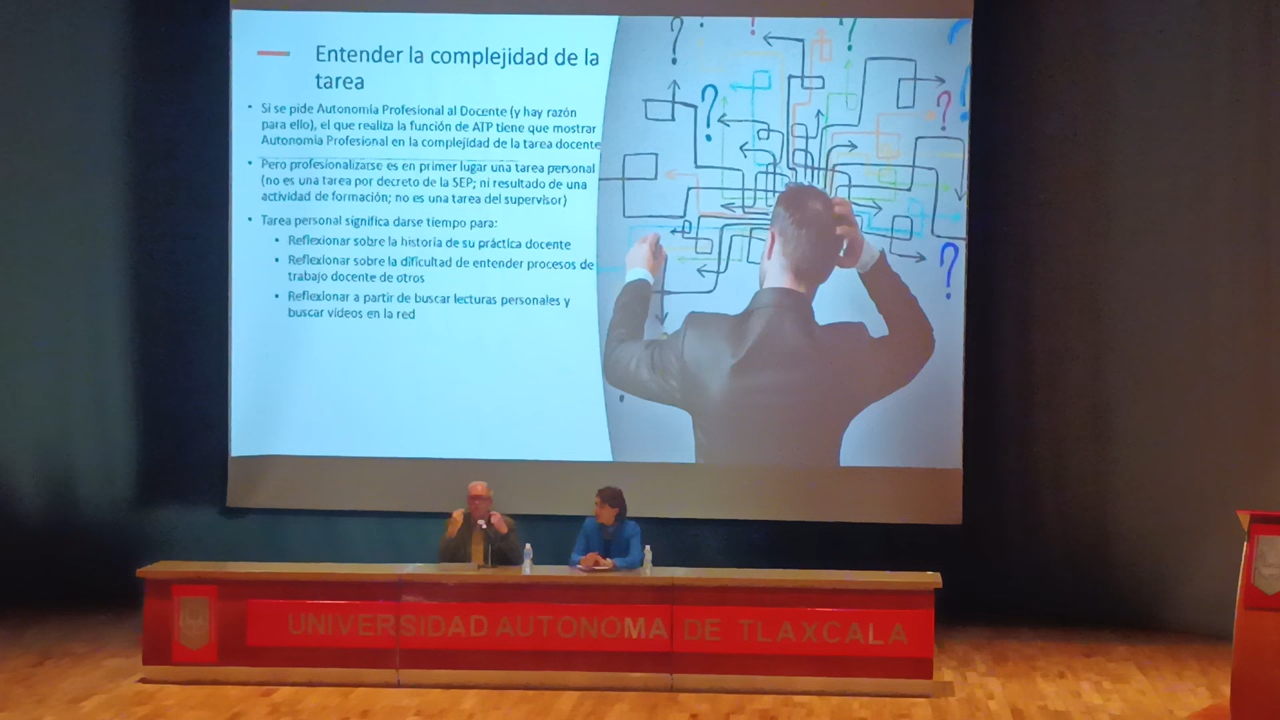 Entender la complejidad de la
tarea
• Si se pide Autonomía Profesional al Docente (y hay razón
para ello), el que realiza la función de ATP tiene que mostrar
Autonomía Profesional en la complejidad de la tarea docente
• Pero profesionalizarse es en primer lugar una tarea personal
(no es una tarea por decreto de la SEP; ni resultado de una
actividad de formación; no es una tarea del supervisor)
• Tarea personal significa darse tiempo para:
• Reflexionar sobre la historia de su práctica docente
• Reflexionar sobre la dificultad de entender procesos de
trabajo docente de otros
• Reflexionar a partir de buscar lecturas personales y
buscar vídeos en la red
UNIVERSIDAD AUTONOMA DE TLAXCALA